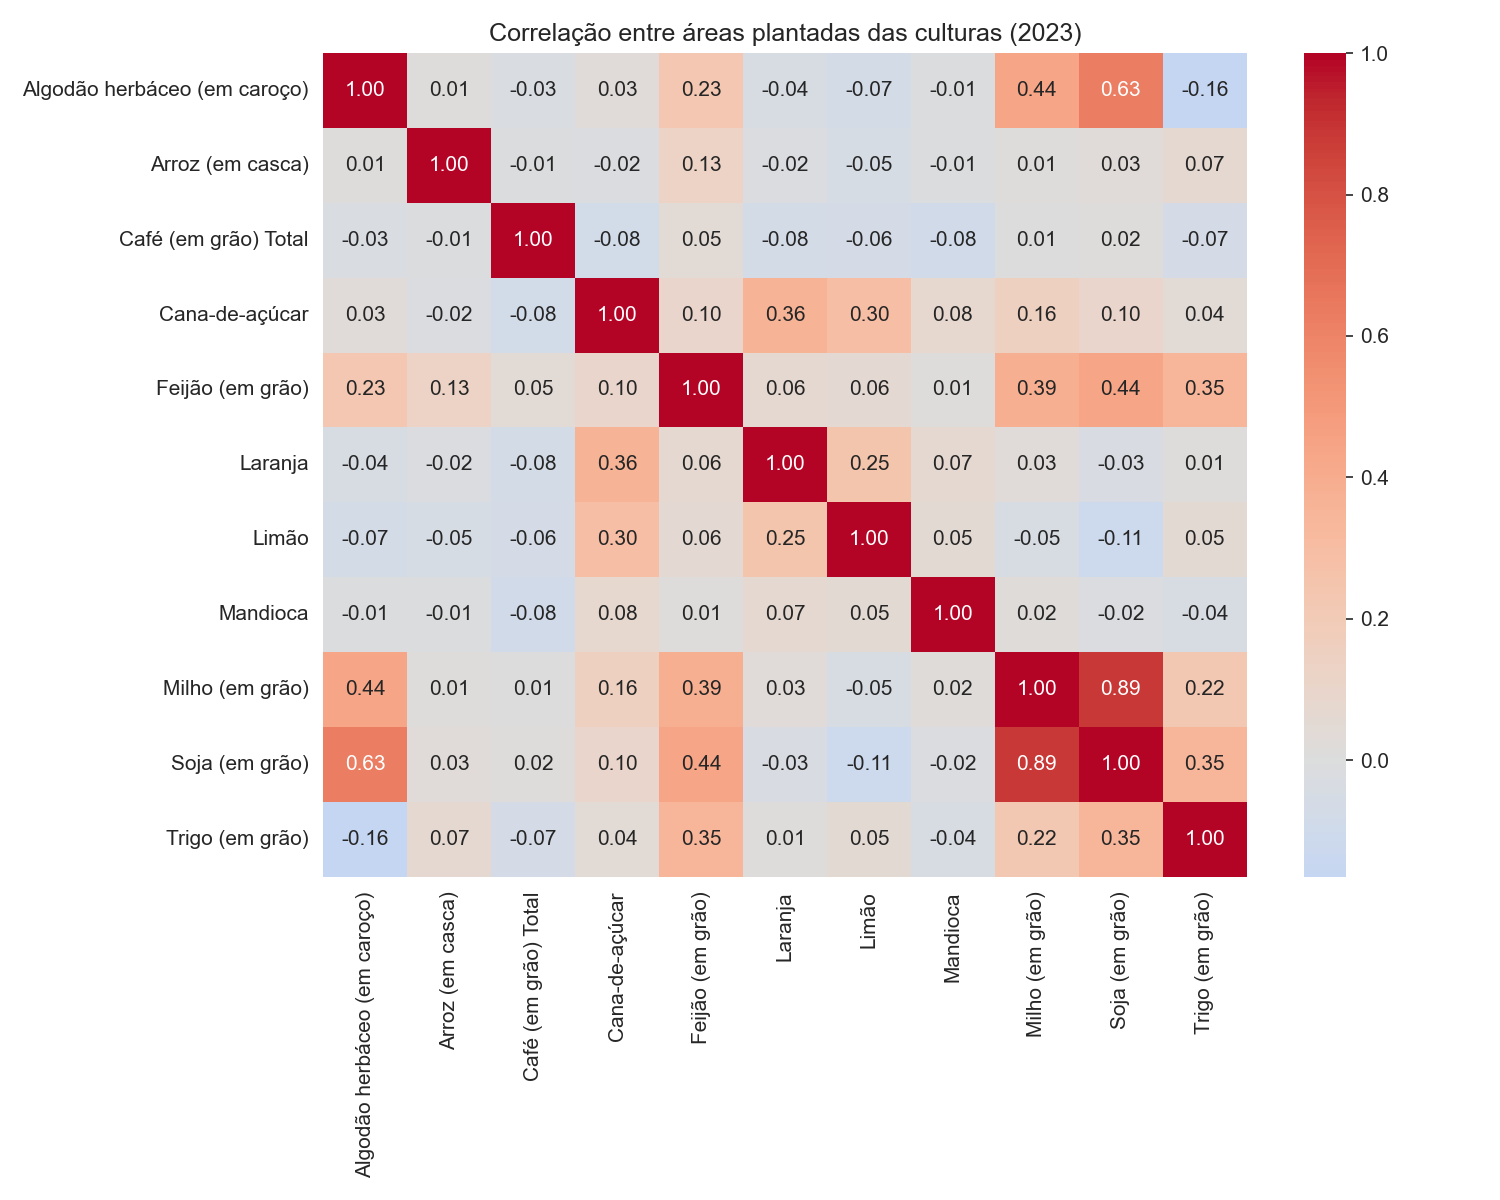 Correlação entre áreas plantadas das culturas (2023)
Algodão herbáceo (em caroço) 1.00 0.01 -0.03 0.03 0.23 -0.04 -0.07 -0.01 0.44 0.63 -0.16
Arroz (em casca) 0.01 1.00 -0.01 -0.02 0.13 -0.02 -0.05 -0.01 0.01 0.03 0.07
Café (em grão) Total -0.03 -0.01 1.00 -0.08 0.05 -0.08 -0.06 -0.08 0.01 0.02 -0.07
Cana-de-açúcar 0.03 -0.02 -0.08 1.00 0.10 0.36 0.30 0.08 0.16 0.10 0.04
Feijão (em grão) 0.23 0.13 0.05 0.10 1.00 0.06 0.06 0.01 0.39 0.44 0.35
Laranja -0.04 -0.02 -0.08 0.36 0.06 1.00 0.25 0.07 0.03 -0.03 0.01
Limão -0.07 -0.05 -0.06 0.30 0.06 0.25 1.00 0.05 -0.05 -0.11 0.05
Mandioca -0.01 -0.01 -0.08 0.08 0.01 0.07 0.05 1.00 0.02 -0.02 -0.04
Milho (em grão) 0.44 0.01 0.01 0.16 0.39 0.03 -0.05 0.02 1.00 0.89 0.22
Soja (em grão) 0.63 0.03 0.02 0.10 0.44 -0.03 -0.11 -0.02 0.89 1.00 0.35
Trigo (em grão) -0.16 0.07 -0.07 0.04 0.35 0.01 0.05 -0.04 0.22 0.35 1.00
Algodão herbáceo (em caroço)
Arroz (em casca)
Café (em grão) Total
Cana-de-açúcar
Feijão (em grão)
Laranja
Limão
Mandioca
Milho (em grão)
Soja (em grão)
Trigo (em grão)
1.0
0.8
0.6
0.4
0.2
0.0